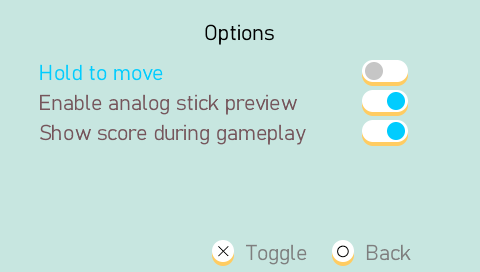 Options
Hold to move
Enable analog stick preview
Show score during gameplay
Toggle Back